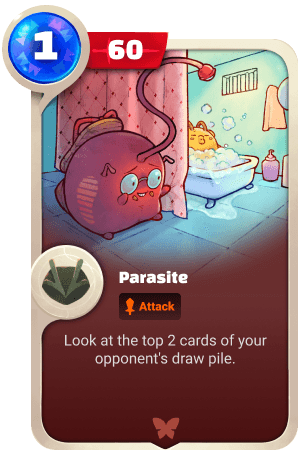 1
60
Parasite
Attack
Look at the top 2 cards of your
opponent's draw pile.